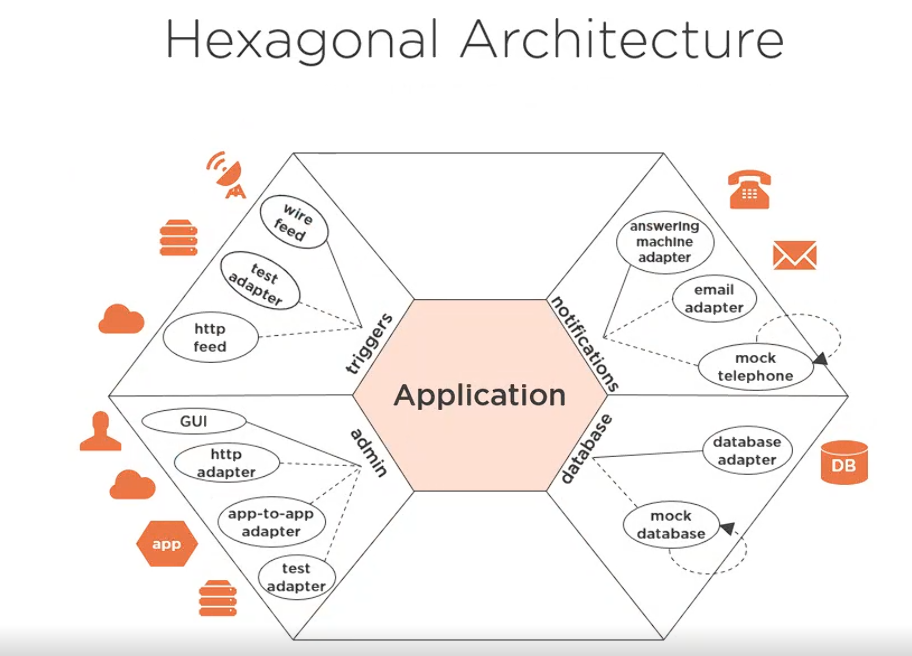 Hexagonal Architecture
wire
feed
test
adapter
http
feed
triggers
answering
machine
adapter
email
adapter
mock
telephone
notifications
Application
GUI
http
adapter
app-to-app
adapter
test
adapter
admin
app
database
database
adapter
mock
database
DB